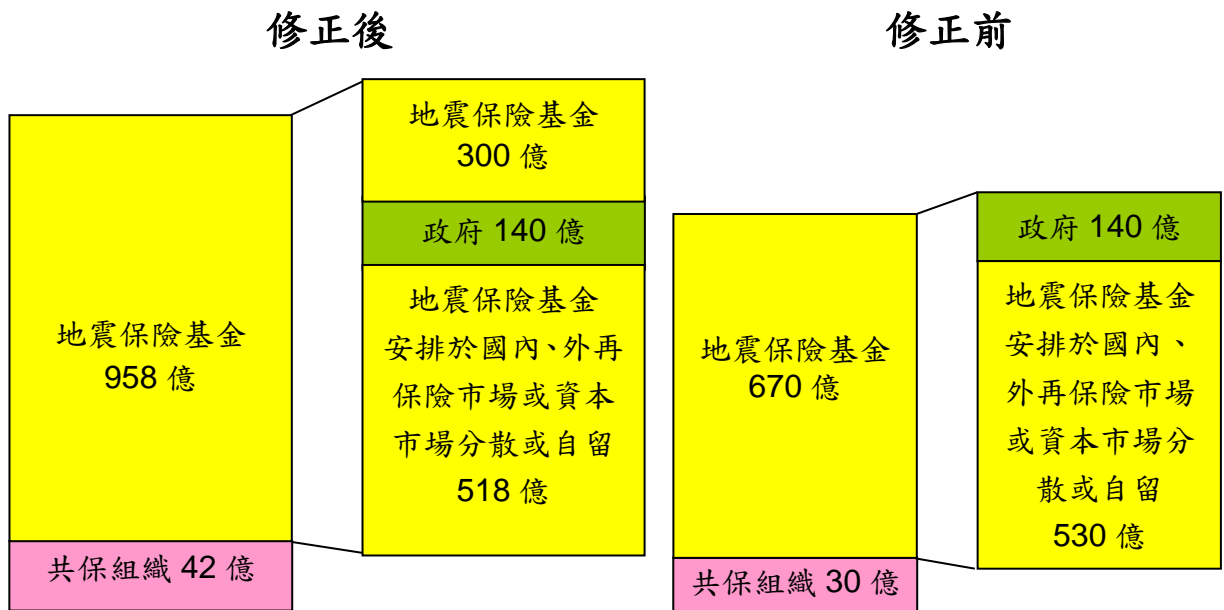 修正後
地震保險基金
958 億
共保組織 42 億
地震保險基金
300 億
政府 140 億
地震保險基金
安排於國內、外再
保險市場或資本
市場分散或自留
518 億
修正前
地震保險基金
670 億
共保組織 30 億
政府 140 億
地震保險基金
安排於國內、
外再保險市場
或資本市場分
散或自留
530 億